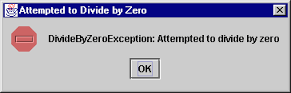 Attempted to Divide by Zero
DivideByZeroException: Attempted to divide by zero
OK